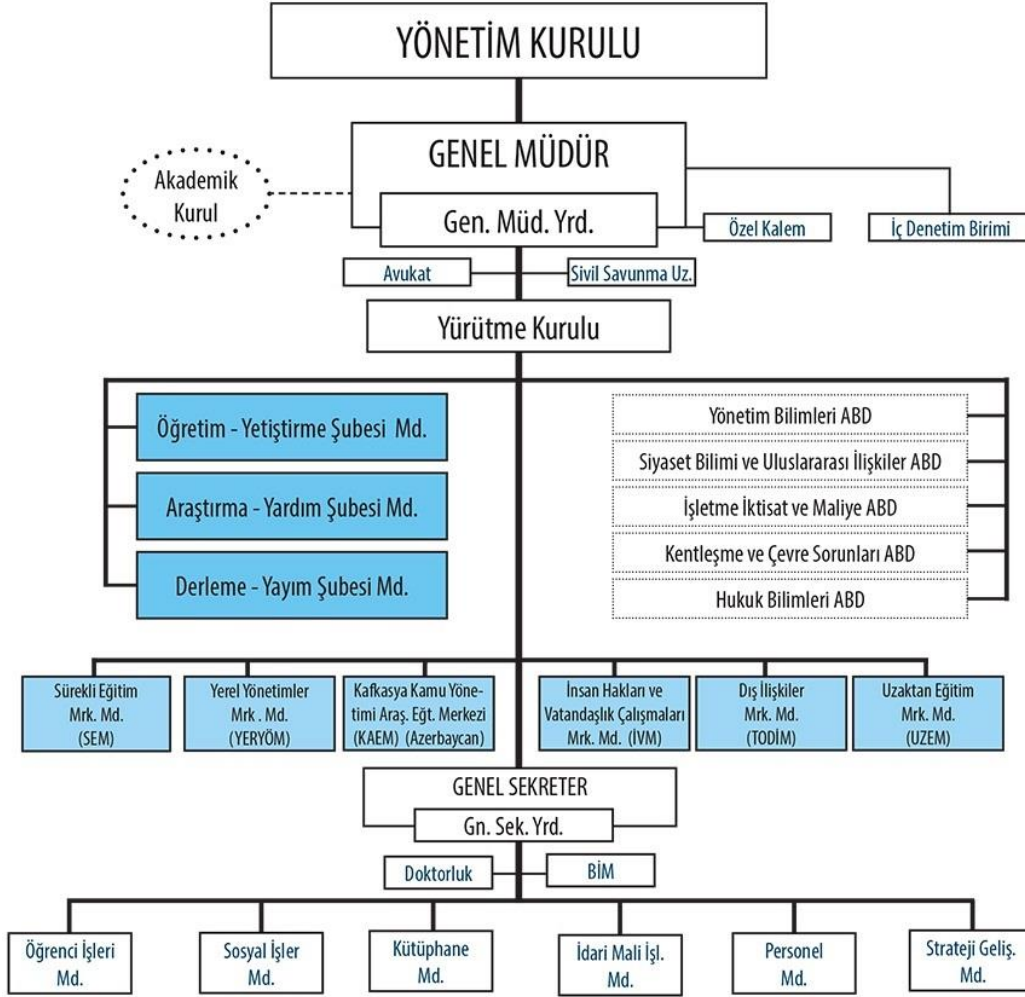 YÖNETİM KURULU
GENEL MÜDÜR
Akademik
Kurul
Gen. Müd. Yrd.
Özel Kalem
İç Denetim Birimi
Avukat
Sivil Savunma Uz.
Yürütme Kurulu
Öğretim - Yetiştirme Şubesi Md.
Araştırma - Yardım Şubesi Md.
Derleme - Yayım Şubesi Md.
Yönetim Bilimleri ABD
Siyaset Bilimi ve Uluslararası İlişkiler ABD
İşletme İktisat ve Maliye ABD
Kentleşme ve Çevre Sorunları ABD
Hukuk Bilimleri ABD
Sürekli Eğitim
Mrk. Md.
(SEM)
Yerel Yönetimler
Mrk . Md.
(YERYÖM)
Kafkasya Kamu Yöne-
timi Araş. Eğt. Merkezi
(KAEM) (Azerbaycan)
İnsan Hakları ve
Vatandaşlık Çalışmaları
Mrk. Md. (İVM)
Dış İlişkiler
Mrk. Md.
(TODİM)
Uzaktan Eğitim
Mrk. Md.
(UZEM)
GENEL SEKRETER
Gn. Sek. Yrd.
Doktorluk
BİM
Öğrenci İşleri
Md.
Sosyal İşler
Md.
Kütüphane
Md.
İdari Mali İşl.
Md.
Personel
Md.
Strateji Geliş.
Md.